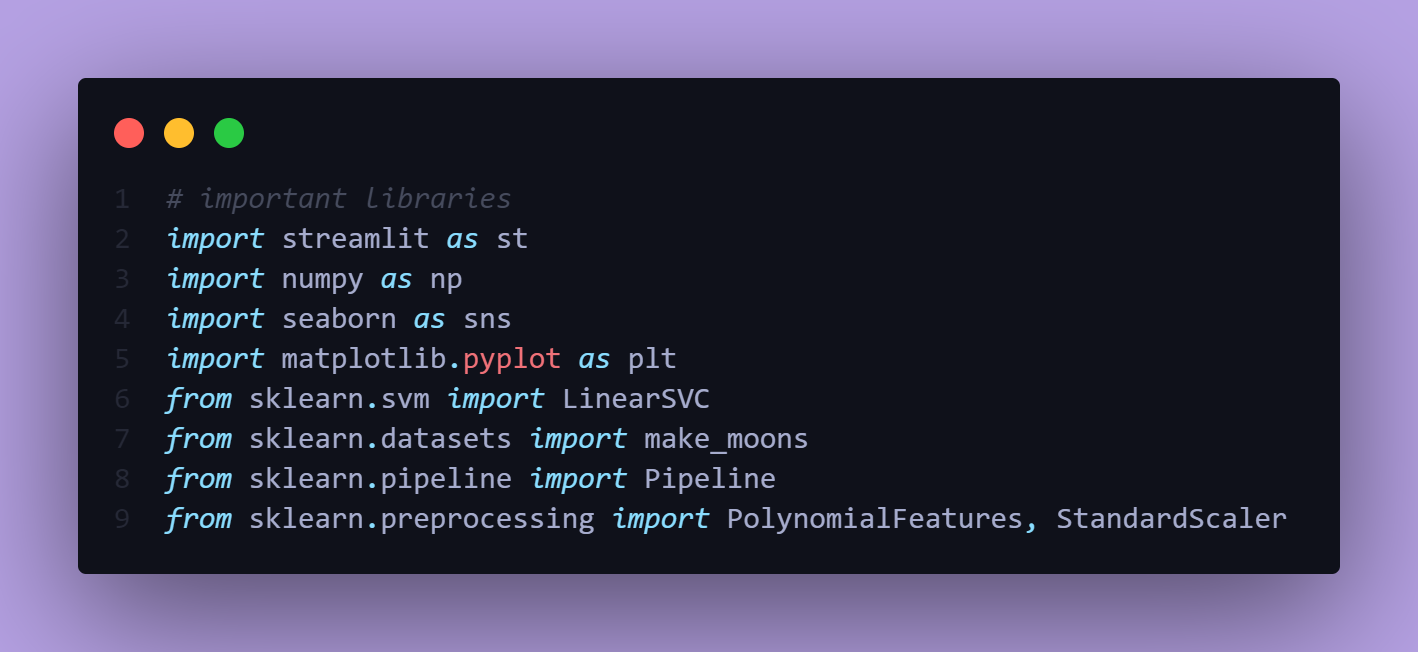 1 # important libraries
2 import streamlit as st
3 import numpy as np
4 import seaborn as sns
5 import matplotlib.pyplot as plt
6 from sklearn.svm import LinearSVC
7 from sklearn.datasets import make_moons
8 from sklearn.pipeline import Pipeline
9 from sklearn.preprocessing import PolynomialFeatures, StandardScaler